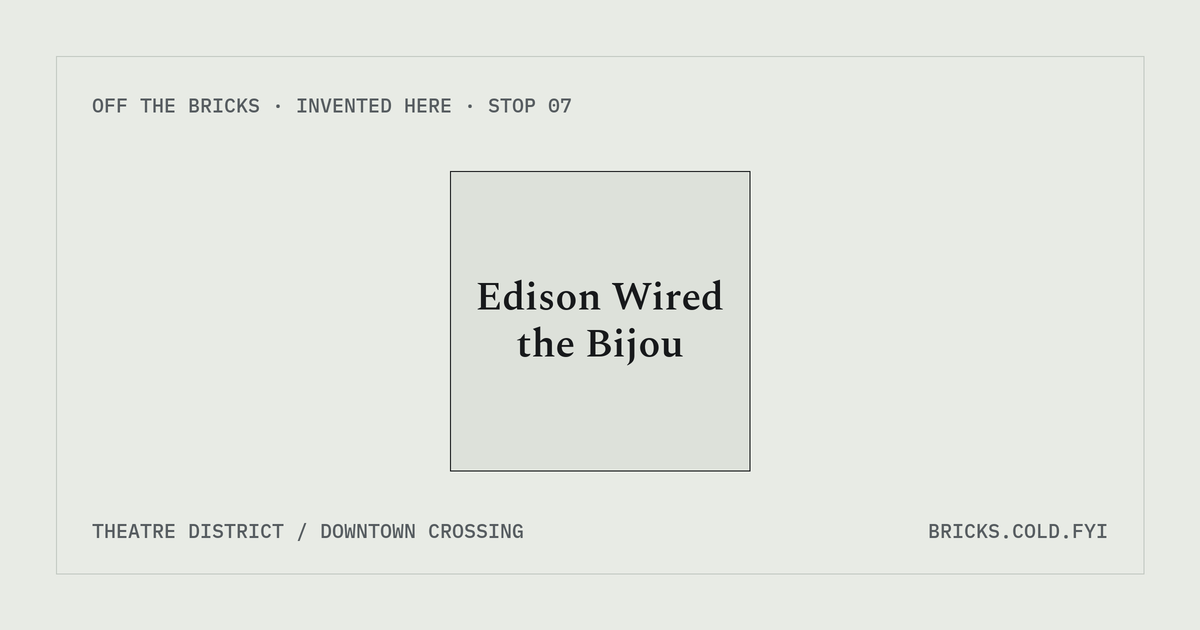 OFF THE BRICKS · INVENTED HERE · STOP 07
Edison Wired
the Bijou
THEATRE DISTRICT / DOWNTOWN CROSSING
BRICKS.COLD.FYI